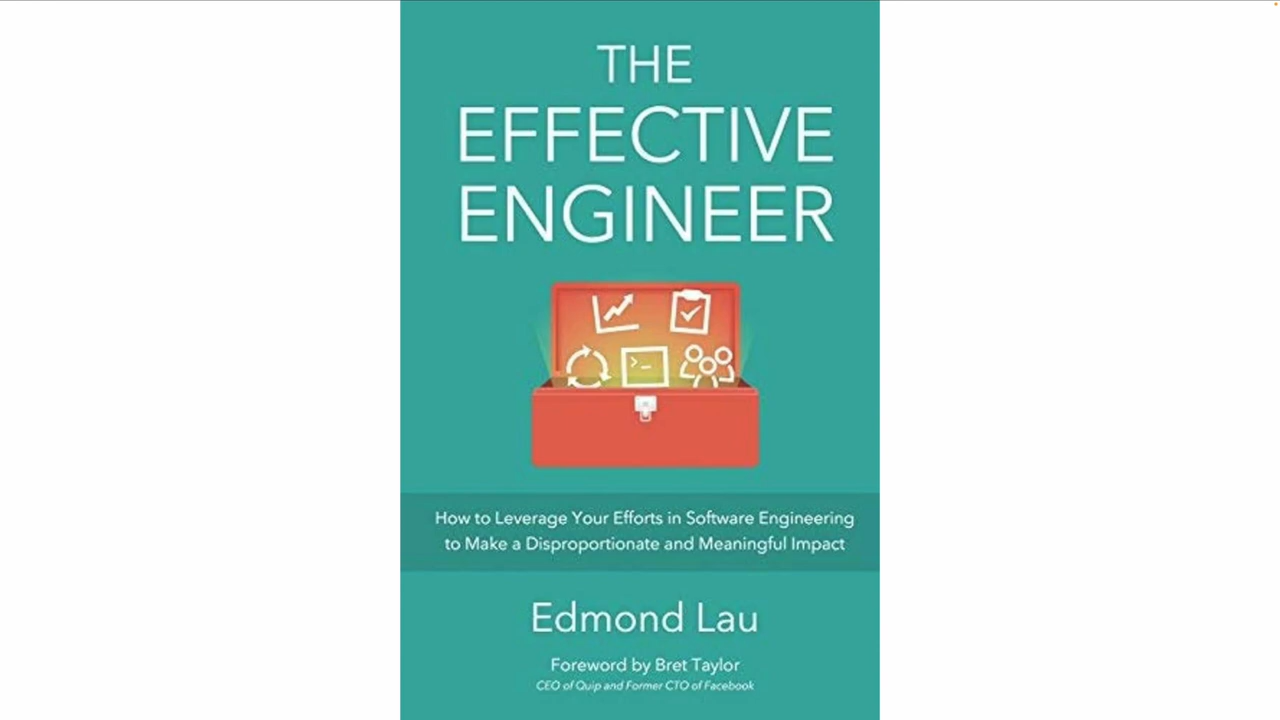 THE
EFFECTIVE
ENGINEER
>-
How to Leverage Your Efforts in Software Engineering
to Make a Disproportionate and Meaningful Impact
Edmond Lau
Foreword by Bret Taylor
CEO of Quip and Former CTO of Facebook